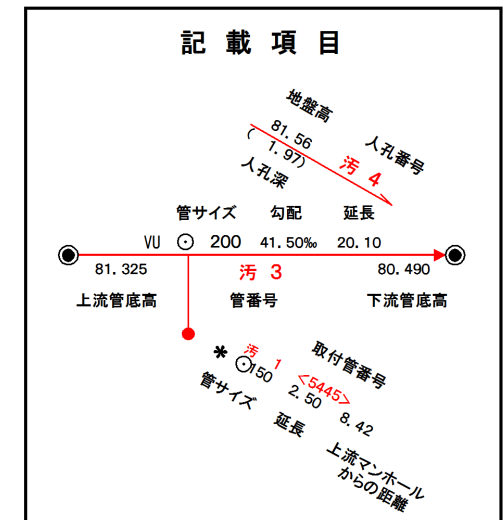 記載項目
地盤高
81.56
(1.97)
人孔深
人孔番号
汚 4
管サイズ 勾配 延長
VU ⊙ 200 41.50‰ 20.10
81.325 汚 3 80.490
上流管底高 管番号 下流管底高
* 汚 1 取付管番号
⊙150 <5445>
2.50 8.42
管サイズ
延長
上流マンホール
からの距離